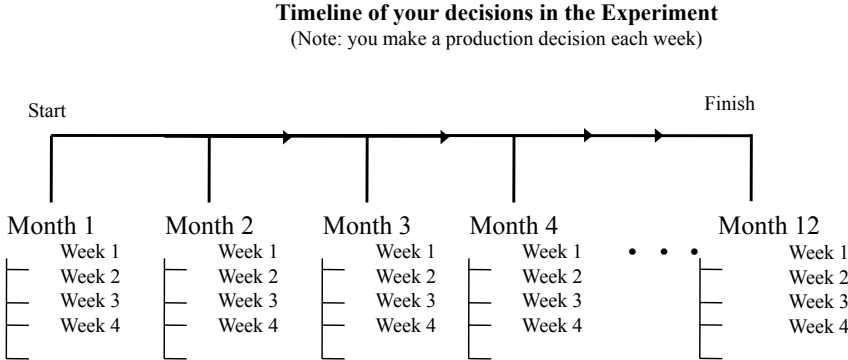 Timeline of your decisions in the Experiment
(Note: you make a production decision each week)
Start
Finish
Month 1
Week 1
Week 2
Week 3
Week 4
Month 2
Week 1
Week 2
Week 3
Week 4
Month 3
Week 1
Week 2
Week 3
Week 4
Month 4
Week 1
Week 2
Week 3
Week 4
• • •
Month 12
Week 1
Week 2
Week 3
Week 4